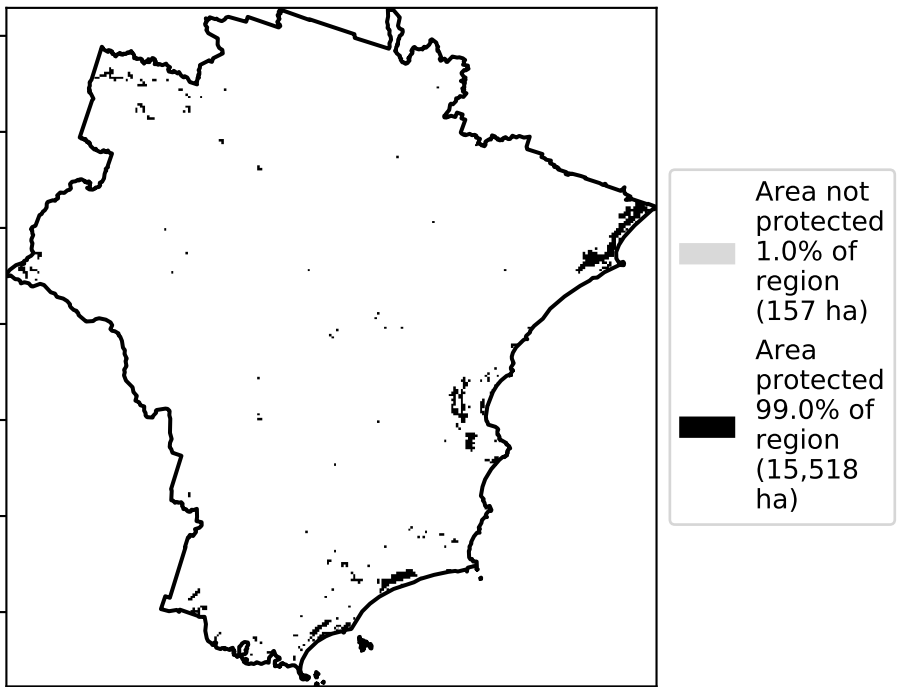 Area not
protected
1.0% of
region
(157 ha)
Area
protected
99.0% of
region
(15,518
ha)